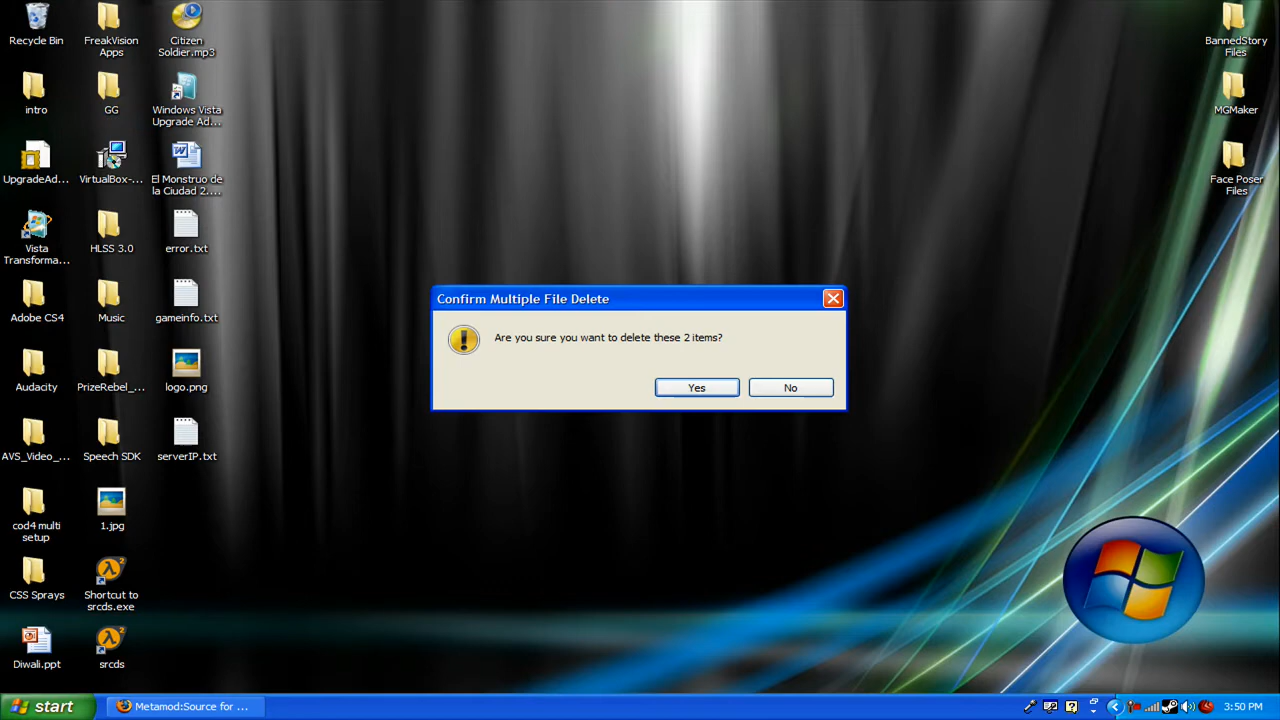 Recycle Bin
FreakVision
Apps
Citizen
Soldier.mp3
intro
GG
Windows Vista
Upgrade Ad...
UpgradeAd...
VirtualBox-...
El Monstruo de
la Ciudad 2....
Vista
Transforma...
HLSS 3.0
error.txt
Adobe CS4
Music
gameinfo.txt
Audacity
PrizeRebel_...
logo.png
AVS_Video_...
Speech SDK
serverIP.txt
cod4 multi
setup
1.jpg
CSS Sprays
Shortcut to
srcds.exe
Diwali.ppt
srcds
BannedStory
Files
MGMaker
Face Poser
Files
Confirm Multiple File Delete
Are you sure you want to delete these 2 items?
Yes
No
start
Metamod:Source for ...
3:50 PM